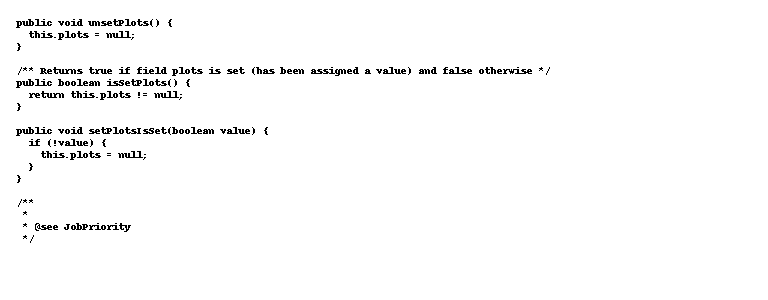 public void unsetPlots() {
  this.plots = null;
}

/** Returns true if field plots is set (has been assigned a value) and false otherwise */
public boolean isSetPlots() {
  return this.plots != null;
}

public void setPlotsIsSet(boolean value) {
  if (!value) {
    this.plots = null;
  }
}

/**
 *
 * @see JobPriority
 */